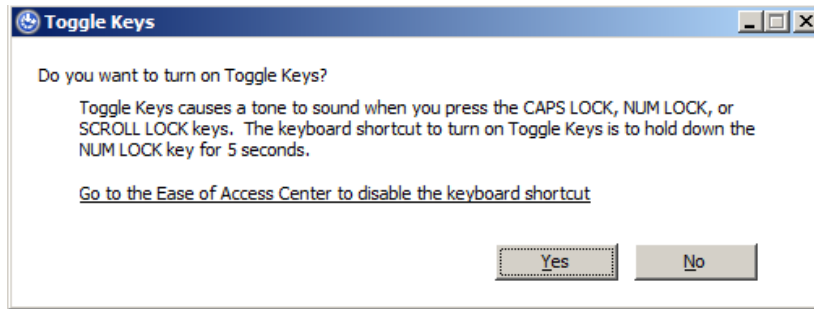 Toggle Keys
Do you want to turn on Toggle Keys?
Toggle Keys causes a tone to sound when you press the CAPS LOCK, NUM LOCK, or
SCROLL LOCK keys.  The keyboard shortcut to turn on Toggle Keys is to hold down the
NUM LOCK key for 5 seconds.
Go to the Ease of Access Center to disable the keyboard shortcut
Yes No